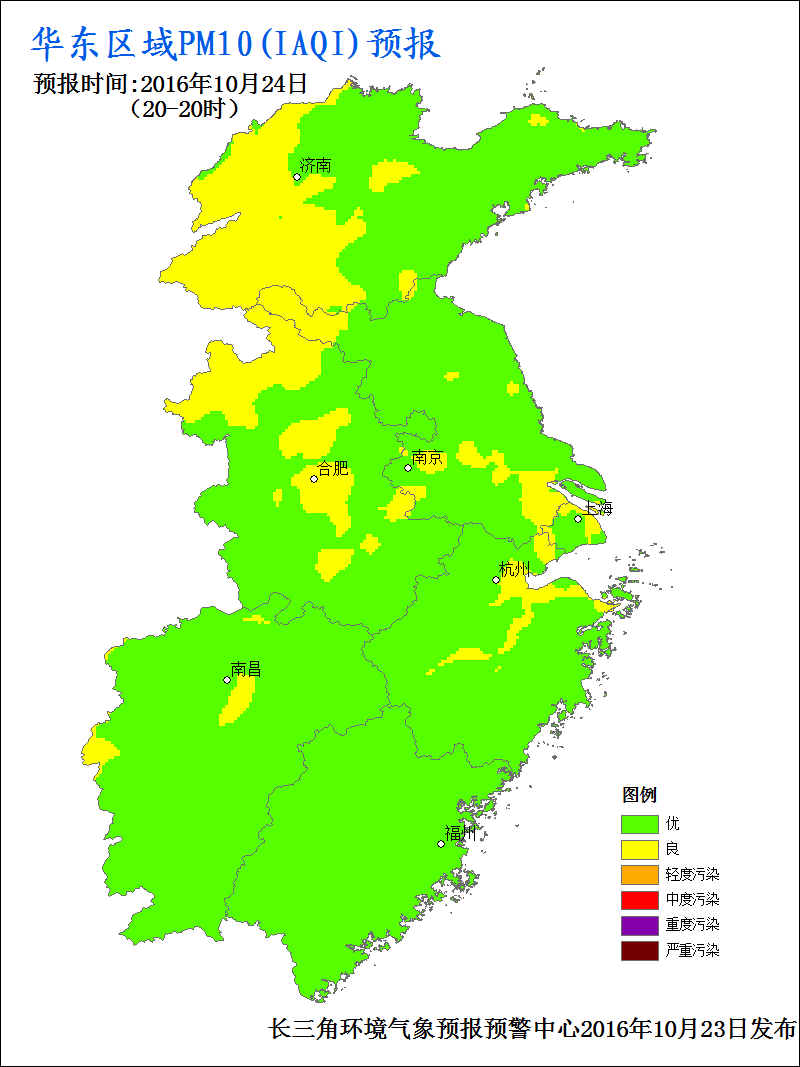 华东区域PM10(IAQI)预报
预报时间:2016年10月24日
（20-20时）
济南
南京
合肥
上海
杭州
南昌
福州
图例
优
良
轻度污染
中度污染
重度污染
严重污染
长三角环境气象预报预警中心2016年10月23日发布